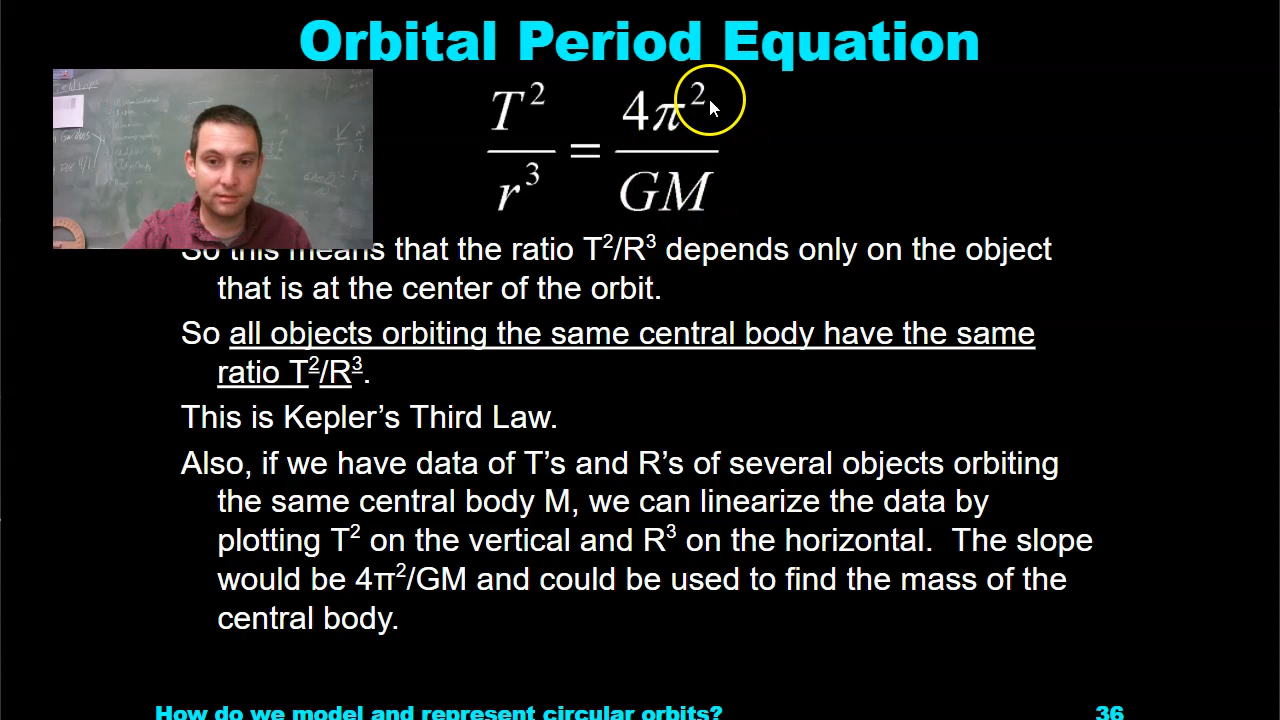 Orbital Period Equation
T² / r³ = 4π² / GM
So this means that the ratio T²/R³ depends only on the object
that is at the center of the orbit.
So all objects orbiting the same central body have the same
ratio T²/R³.
This is Kepler's Third Law.
Also, if we have data of T's and R's of several objects orbiting
the same central body M, we can linearize the data by
plotting T² on the vertical and R³ on the horizontal. The slope
would be 4π²/GM and could be used to find the mass of the
central body.
How do we model and represent circular orbits? 36